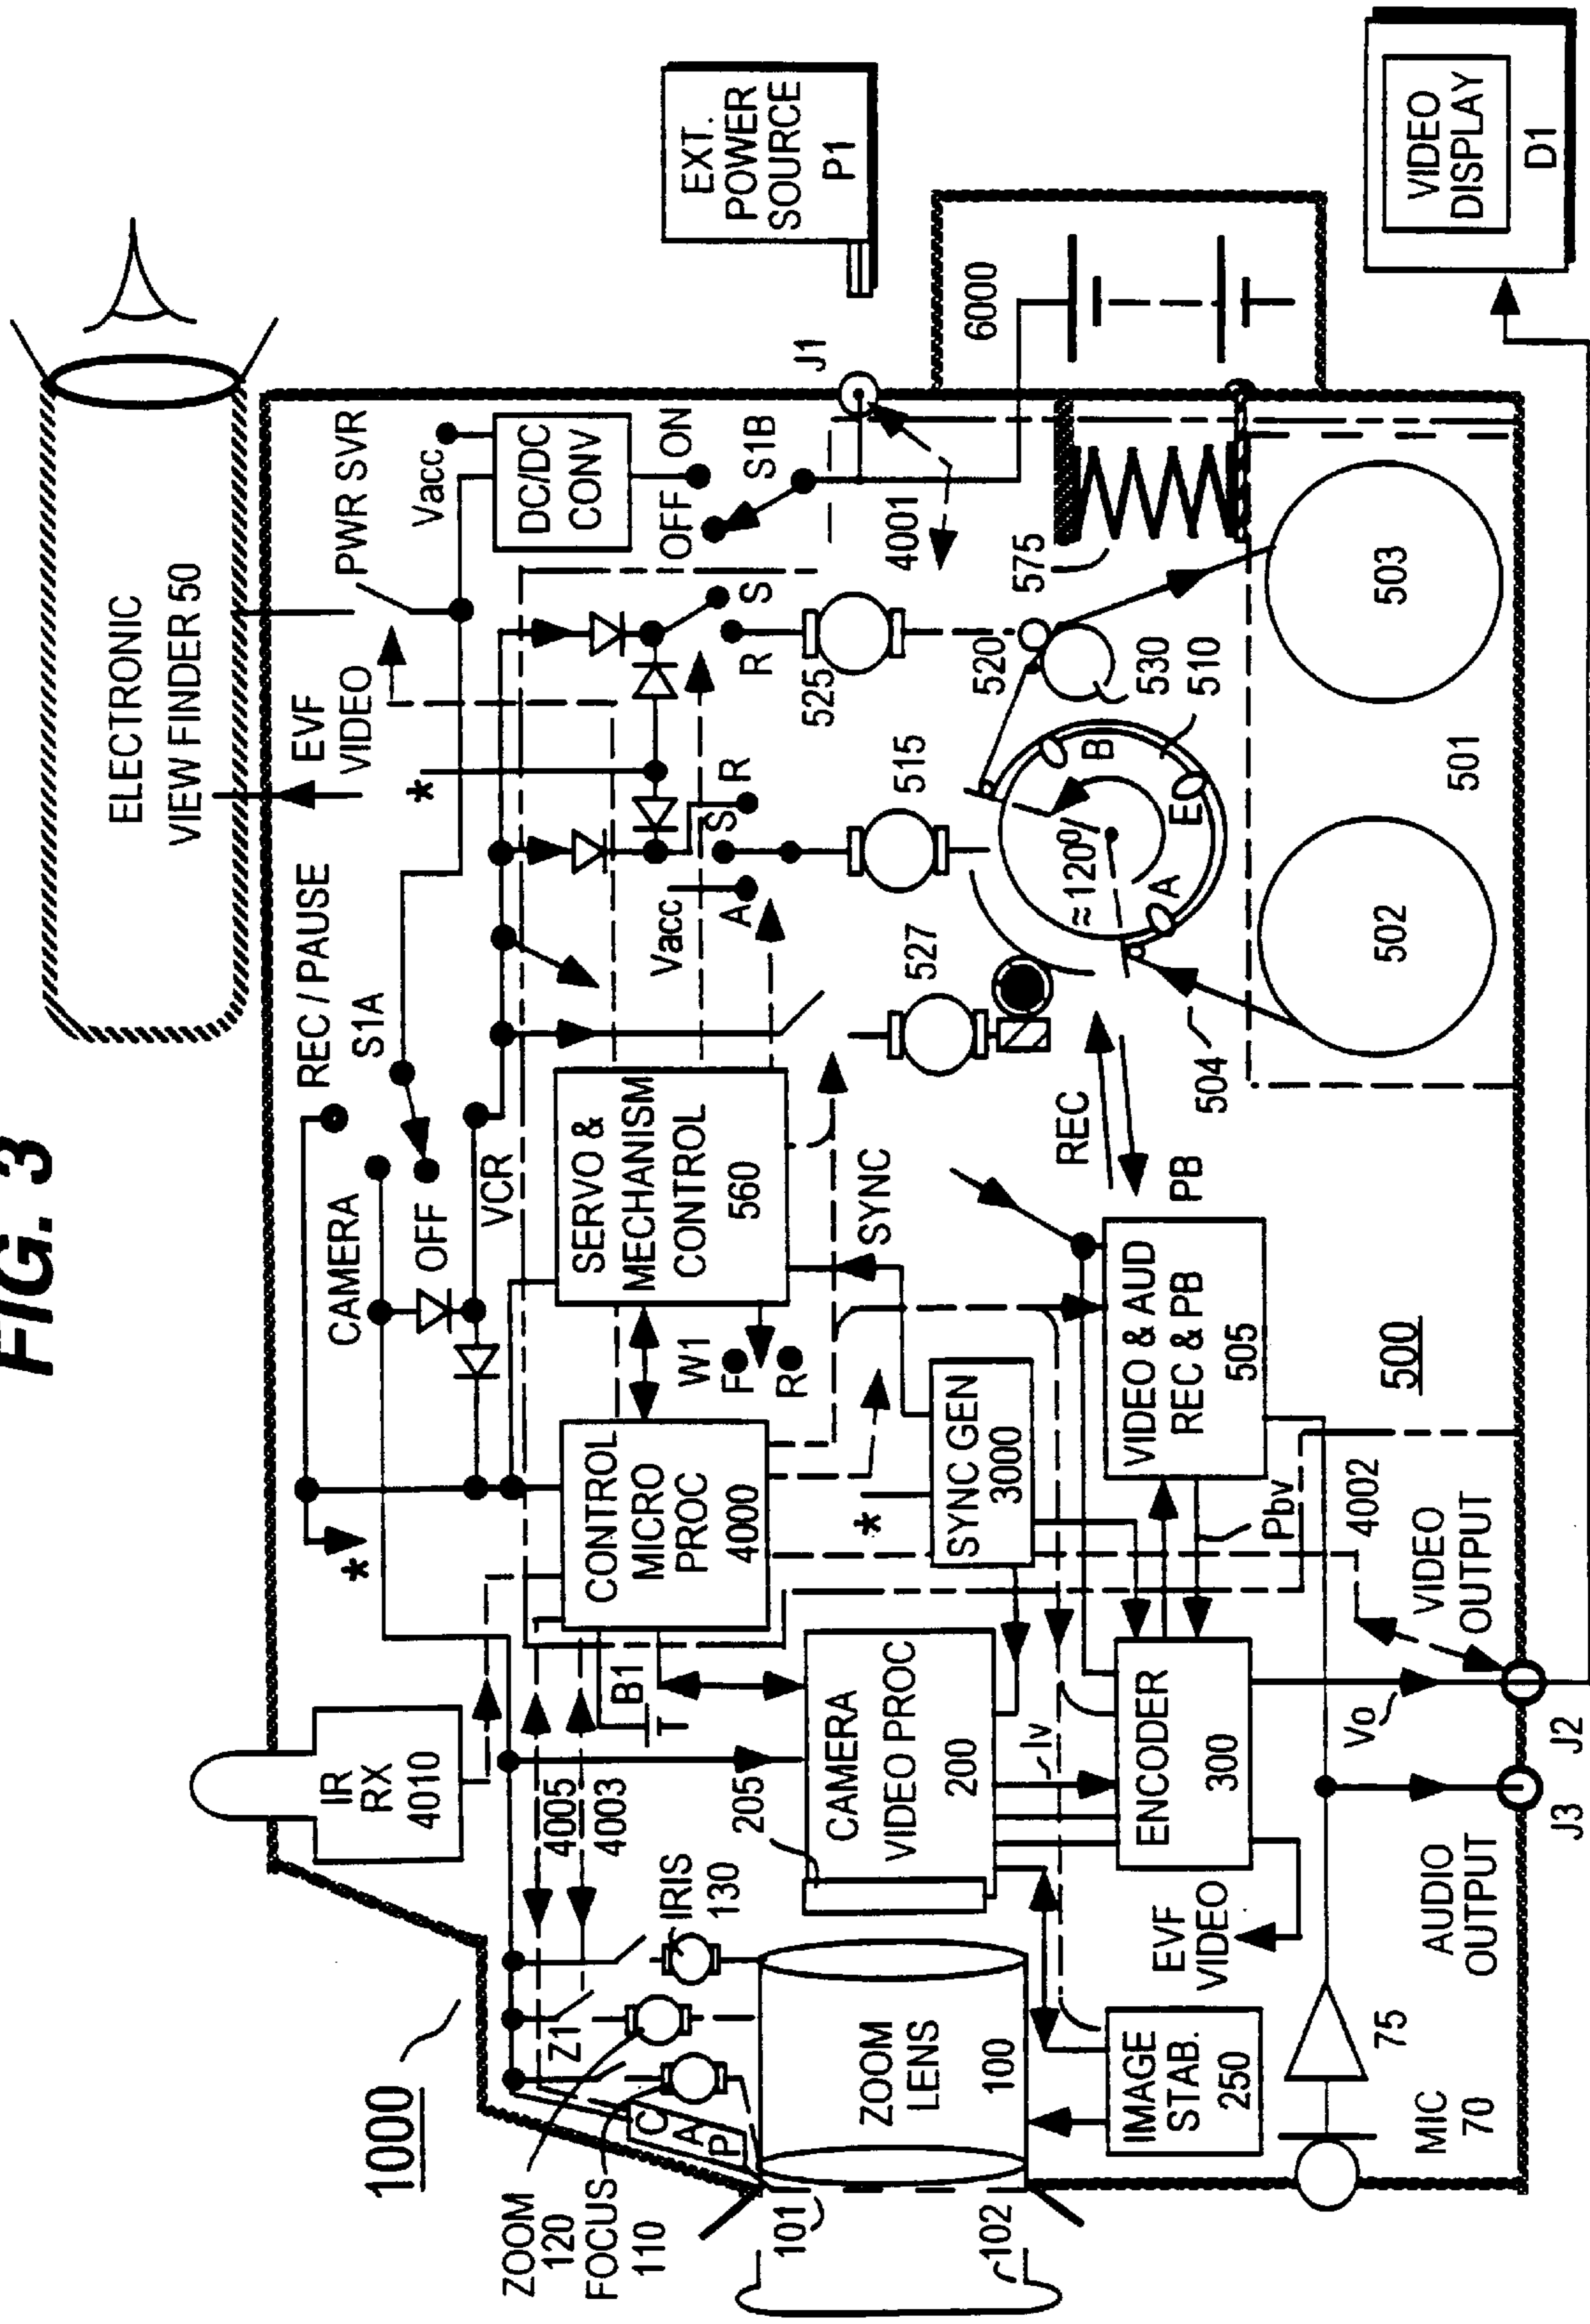 FIG. 3
1000
IR
RX
4010
ELECTRONIC
VIEW FINDER 50
CAMERA
REC / PAUSE
S1A
OFF
VCR
EVF
VIDEO
PWR SVR
Vacc
DC/DC
CONV
OFF
ON
S1B
J1
EXT.
POWER
SOURCE
P1
*
*
*
4005
4003
B1
T
CONTROL
MICRO
PROC
4000
SERVO &
MECHANISM
CONTROL
560
W1
F
R
SYNC
Vacc
A
S
R
R
S
527
515
525
4001
6000
ZOOM
120
FOCUS
110
Z1
IRIS
130
C
A
P
101
102
ZOOM
LENS
100
205
CAMERA
VIDEO PROC
200
SYNC GEN
3000
REC
PB
≈120º
A
E
B
520
530
510
575
504
IMAGE
STAB.
250
EVF
VIDEO
Iv
ENCODER
300
Pbv
VIDEO & AUD
REC & PB
505
500
502
501
503
MIC
70
75
AUDIO
OUTPUT
J3
Vo
VIDEO
OUTPUT
4002
J2
VIDEO
DISPLAY
D1